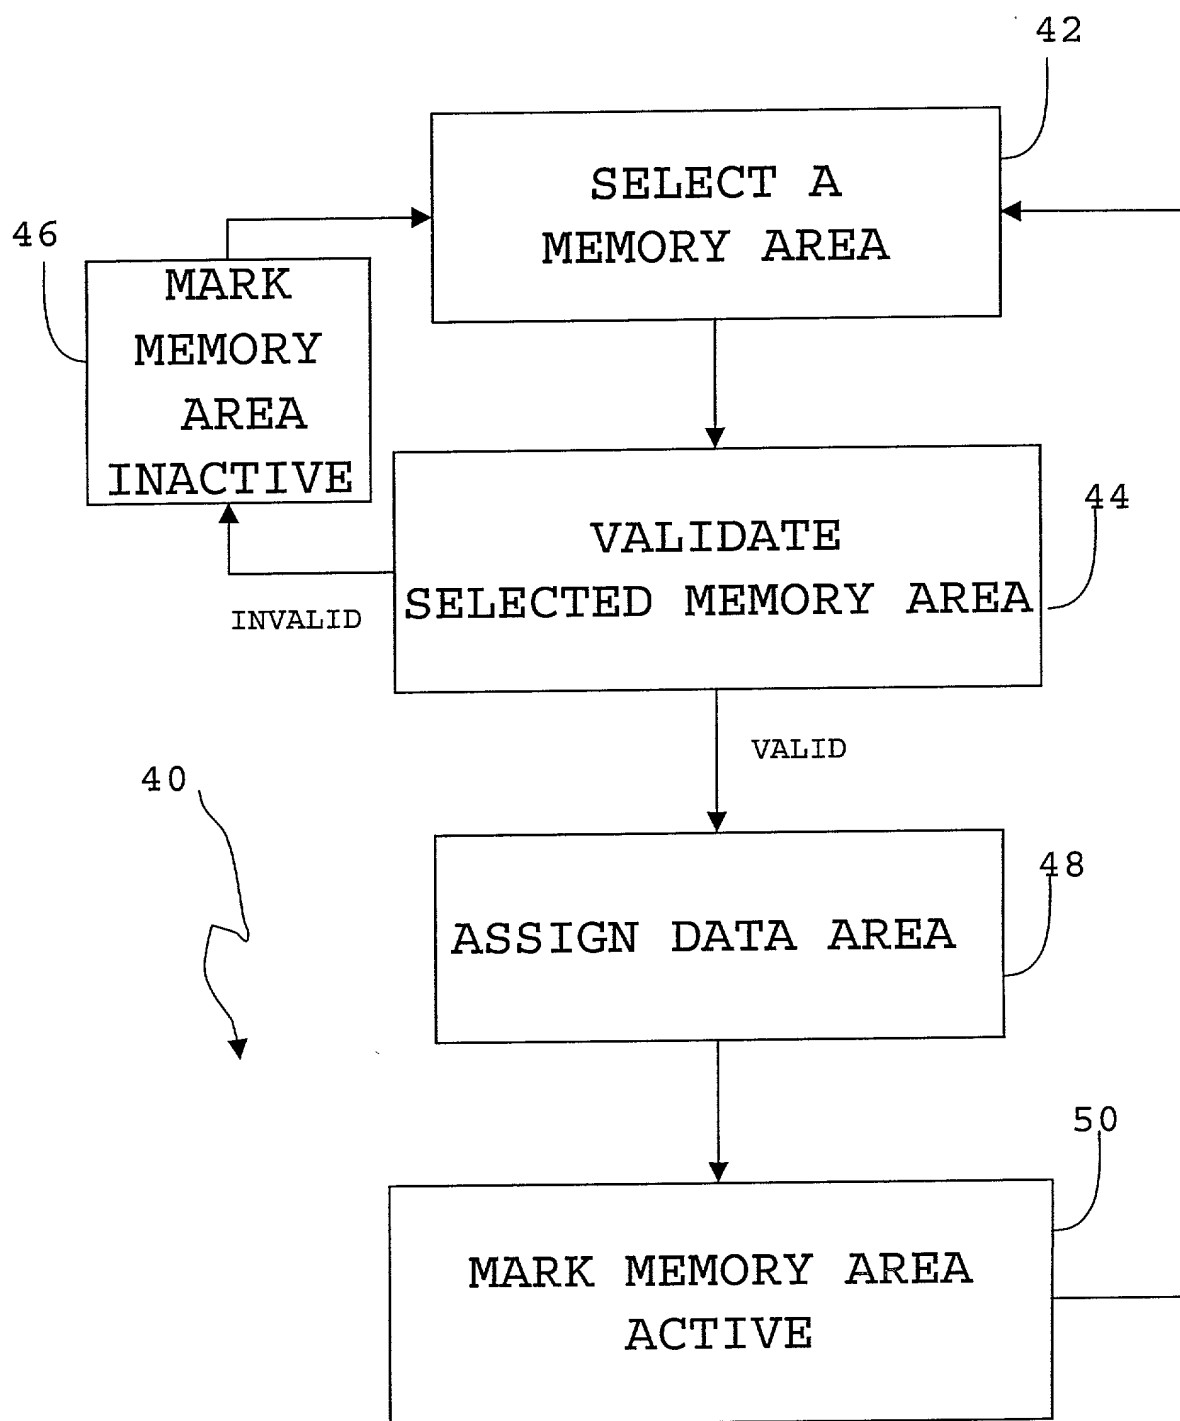 42
SELECT A
MEMORY AREA
46
MARK
MEMORY
AREA
INACTIVE
44
VALIDATE
SELECTED MEMORY AREA
INVALID
VALID
40
48
ASSIGN DATA AREA
50
MARK MEMORY AREA
ACTIVE